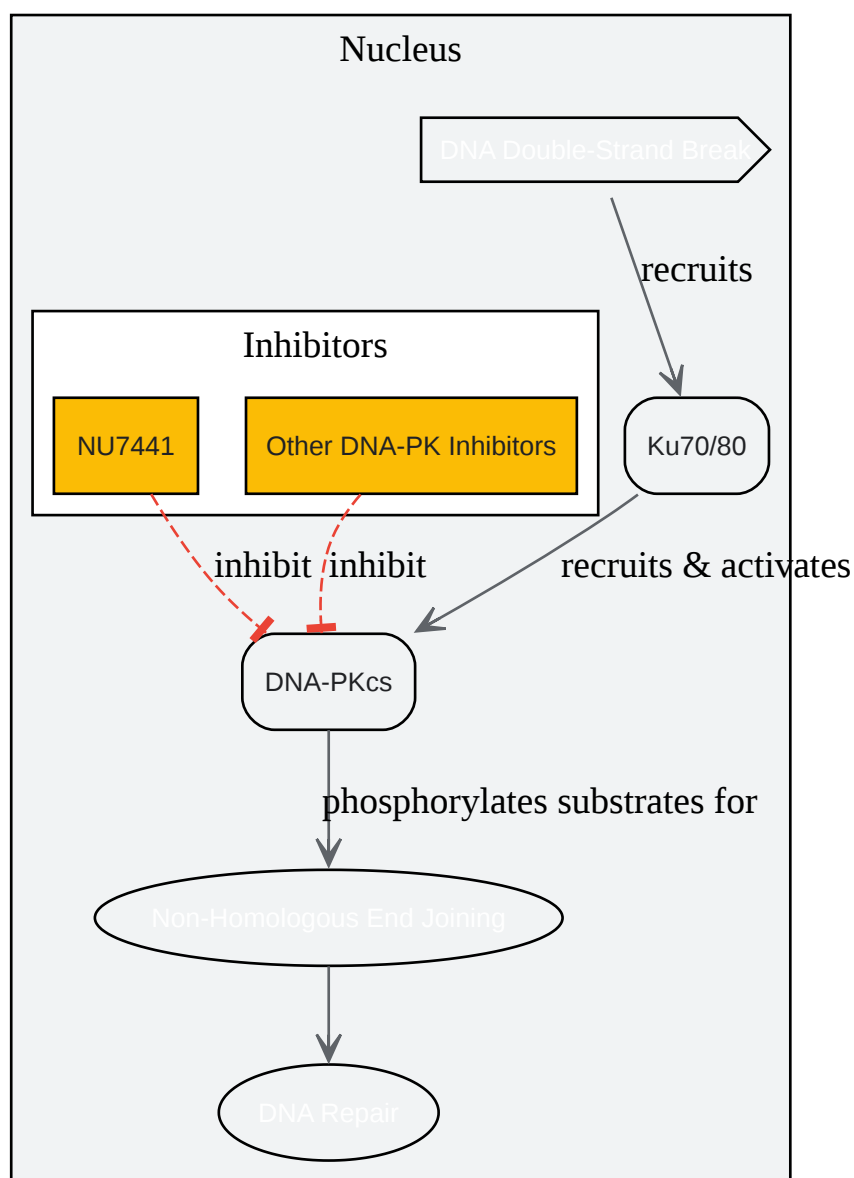 Nucleus
DNA Double-Strand Break
recruits
Inhibitors
NU7441
Other DNA-PK Inhibitors
Ku70/80
inhibit
inhibit
recruits & activates
DNA-PKcs
phosphorylates substrates for
Non-Homologous End Joining
DNA Repair